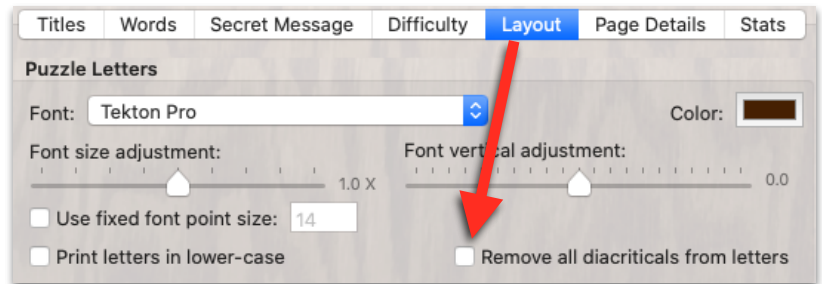 Titles Words Secret Message Difficulty Layout Page Details Stats
Puzzle Letters
Font: Tekton Pro Color:
Font size adjustment: Font vertical adjustment:
1.0 X 0.0
Use fixed font point size: 14
Print letters in lower-case Remove all diacriticals from letters